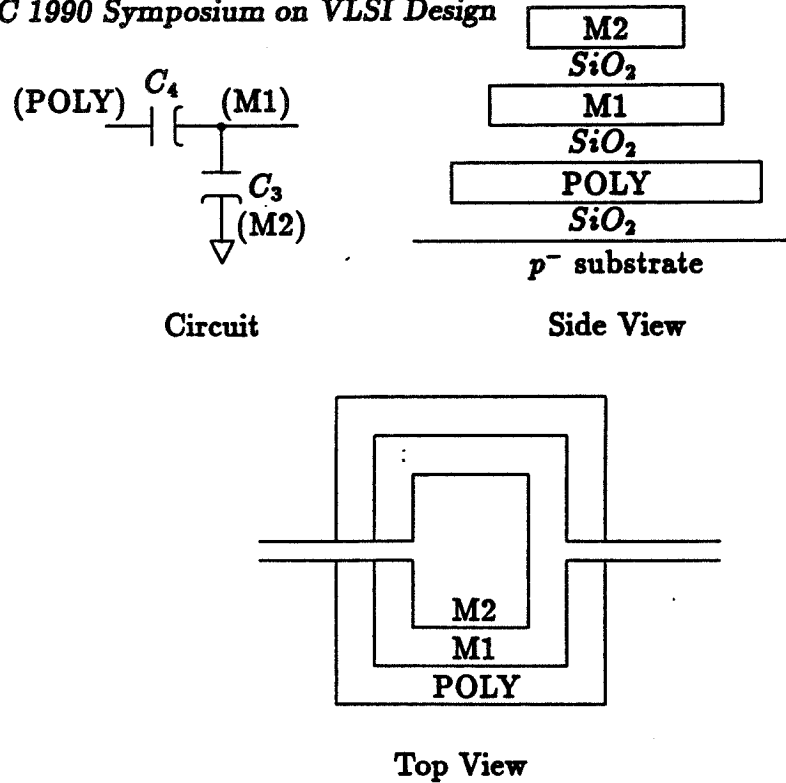 C 1990 Symposium on VLSI Design
(POLY) C₄ (M1)
C₃
(M2)
Circuit
M2
SiO₂
M1
SiO₂
POLY
SiO₂
p⁻ substrate
Side View
M2
M1
POLY
Top View